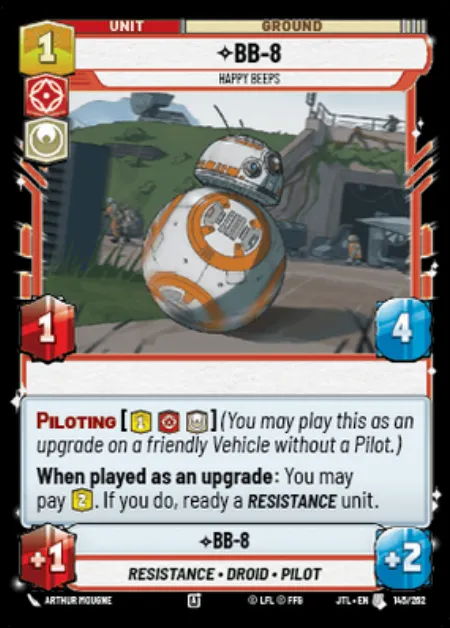 UNIT GROUND
1
BB-8
HAPPY BEEPS
1 4
PILOTING [1] (You may play this as an
upgrade on a friendly Vehicle without a Pilot.)
When played as an upgrade: You may
pay 2. If you do, ready a RESISTANCE unit.
BB-8
+1 +2
RESISTANCE • DROID • PILOT
ARTHUR MOUGNE A © LFL © FFG JTL • EN 145/262